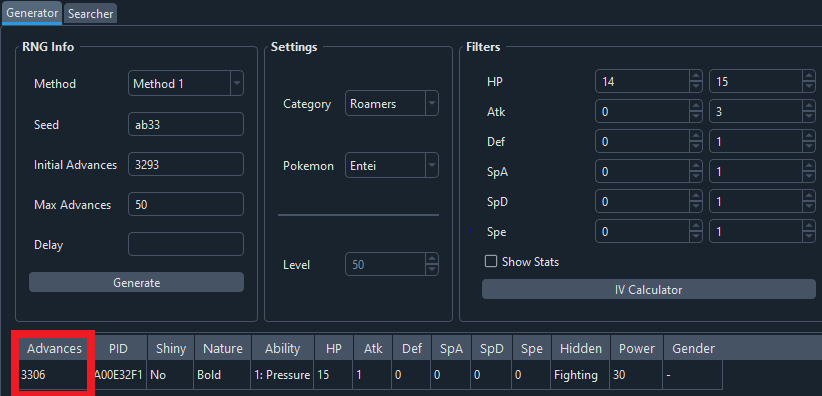 Generator Searcher
RNG Info Settings Filters
Method Method 1
Seed ab33
Initial Advances 3293
Max Advances 50
Delay
Generate
Category Roamers
Pokemon Entei
Level 50
HP 14 15
Atk 0 3
Def 0 1
SpA 0 1
SpD 0 1
Spe 0 1
Show Stats
IV Calculator
Advances PID Shiny Nature Ability HP Atk Def SpA SpD Spe Hidden Power Gender
3306 A00E32F1 No Bold 1: Pressure 15 1 0 0 0 0 Fighting 30 -